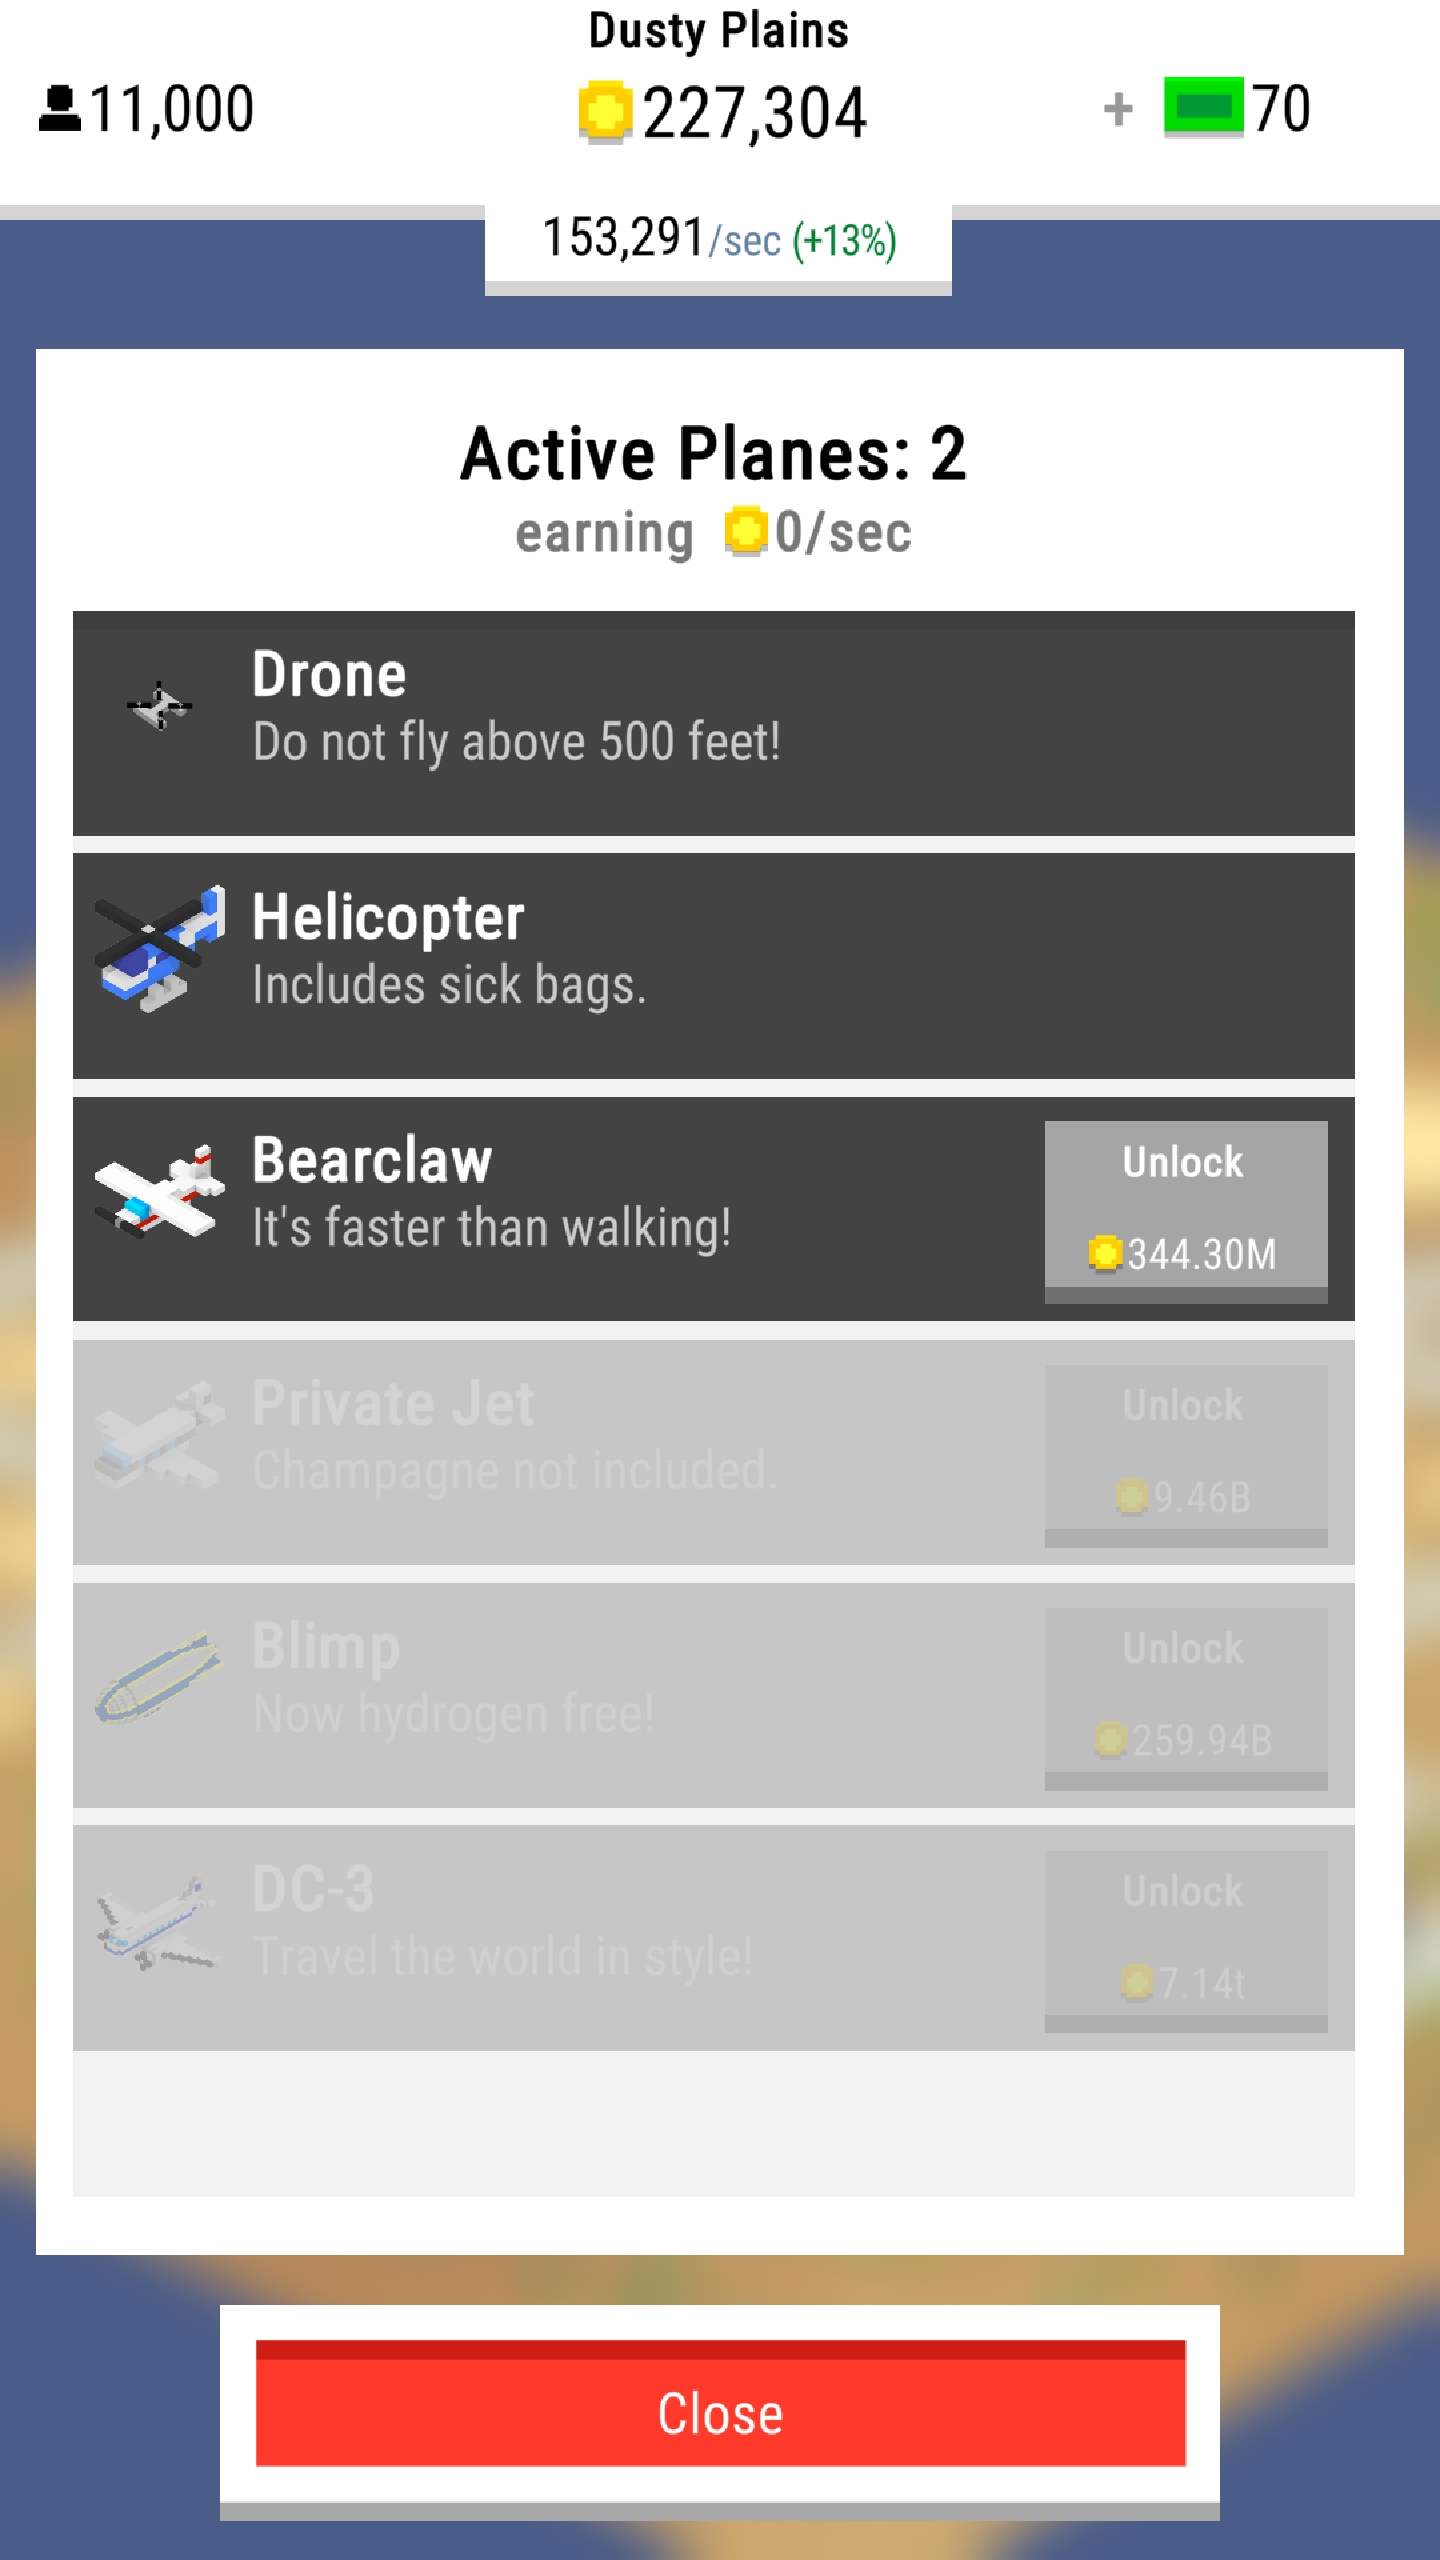 Dusty Plains
11,000
227,304
+ 70
153,291/sec (+13%)
Active Planes: 2
earning 0/sec
Drone
Do not fly above 500 feet!
Helicopter
Includes sick bags.
Bearclaw
It's faster than walking!
Unlock
344.30M
Private Jet
Champagne not included.
Unlock
9.46B
Blimp
Now hydrogen free!
Unlock
259.94B
DC-3
Travel the world in style!
Unlock
7.14t
Close